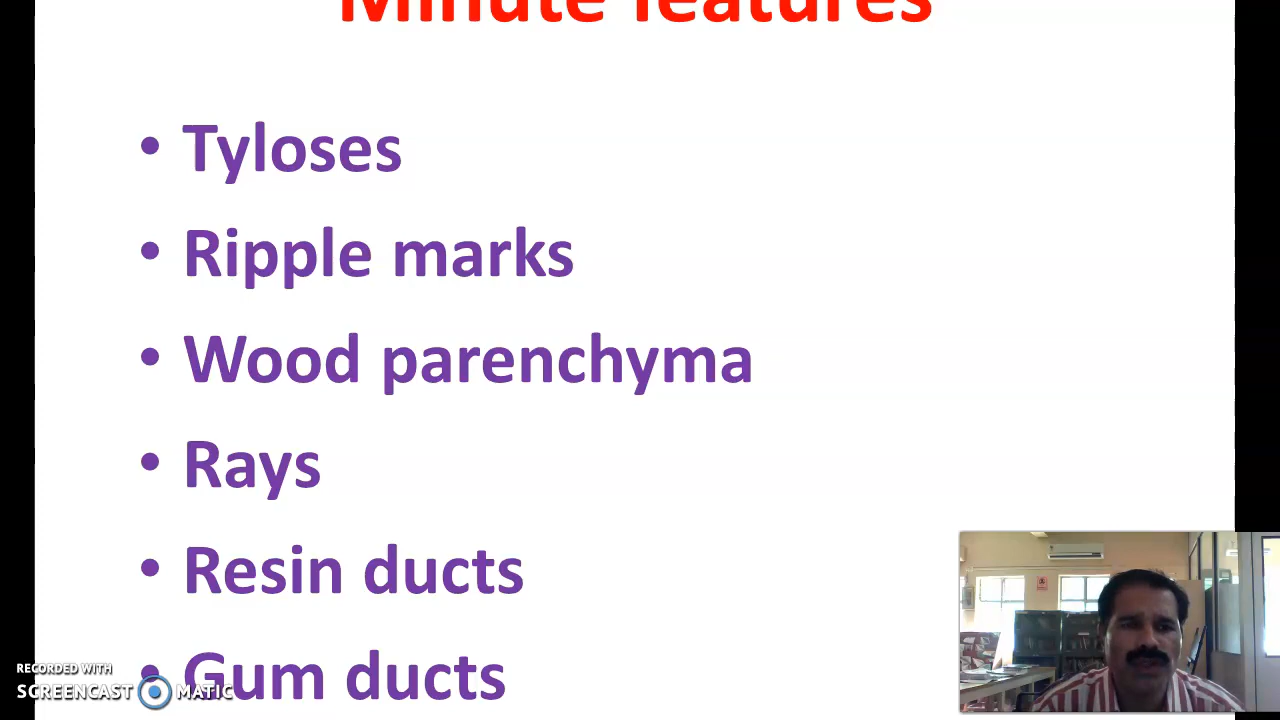 Minute features
• Tyloses
• Ripple marks
• Wood parenchyma
• Rays
• Resin ducts
• Gum ducts
RECORDED WITH
SCREENCAST MATIC